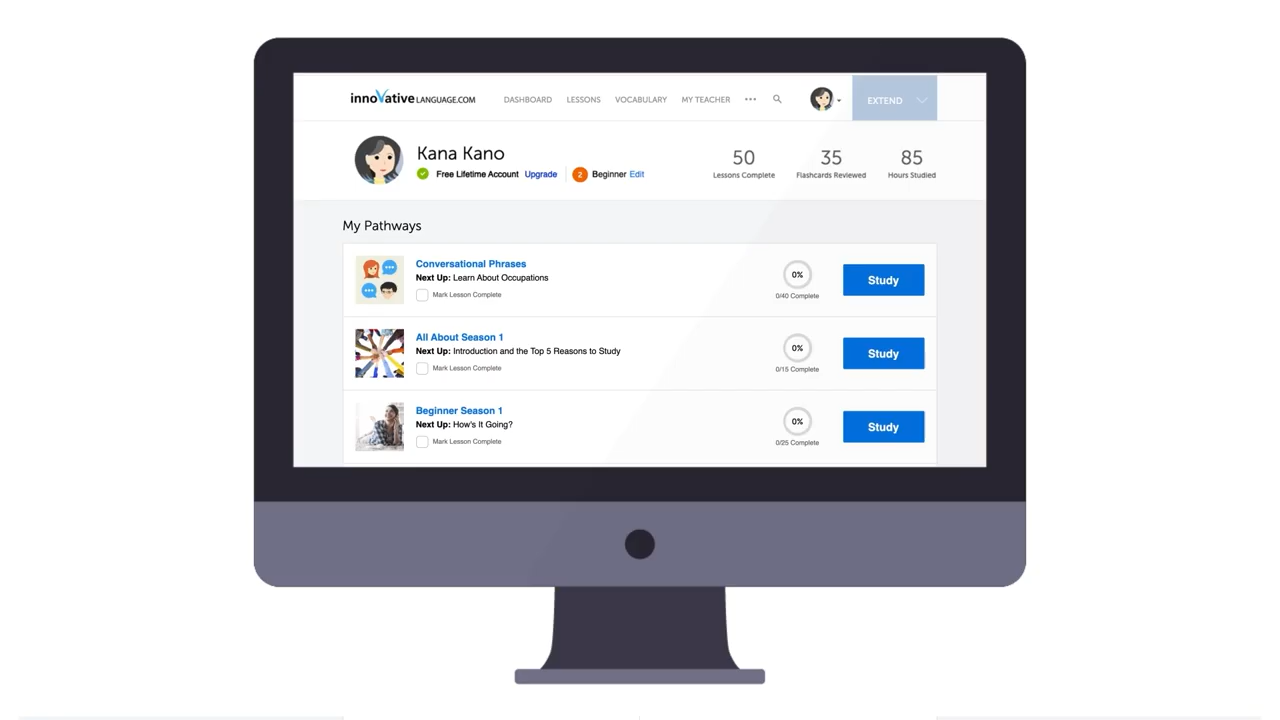 innoVative LANGUAGE.COM DASHBOARD LESSONS VOCABULARY MY TEACHER ••• EXTEND
Kana Kano
Free Lifetime Account Upgrade 2 Beginner Edit
50 35 85
Lessons Complete Flashcards Reviewed Hours Studied
My Pathways
Conversational Phrases
Next Up: Learn About Occupations
Mark Lesson Complete
0%
0/40 Complete
Study
All About Season 1
Next Up: Introduction and the Top 5 Reasons to Study
Mark Lesson Complete
0%
0/15 Complete
Study
Beginner Season 1
Next Up: How's It Going?
Mark Lesson Complete
0%
0/25 Complete
Study